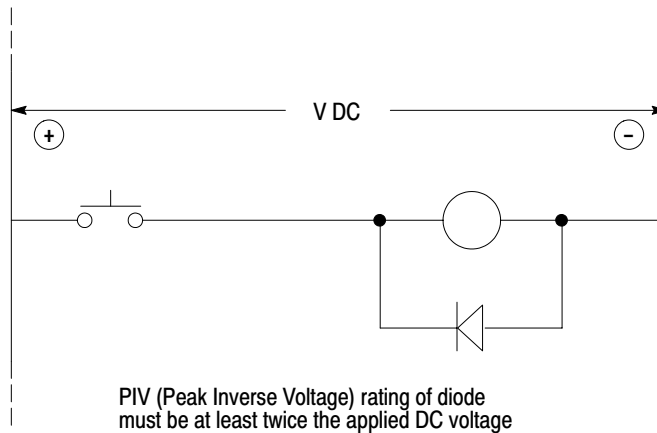 V DC
+
−
PIV (Peak Inverse Voltage) rating of diode
must be at least twice the applied DC voltage